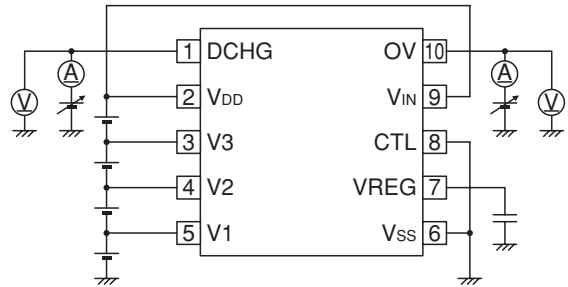 1 DCHG OV 10
A A
V 2 VDD VIN 9 V
3 V3 CTL 8
4 V2 VREG 7
5 V1 VSS 6